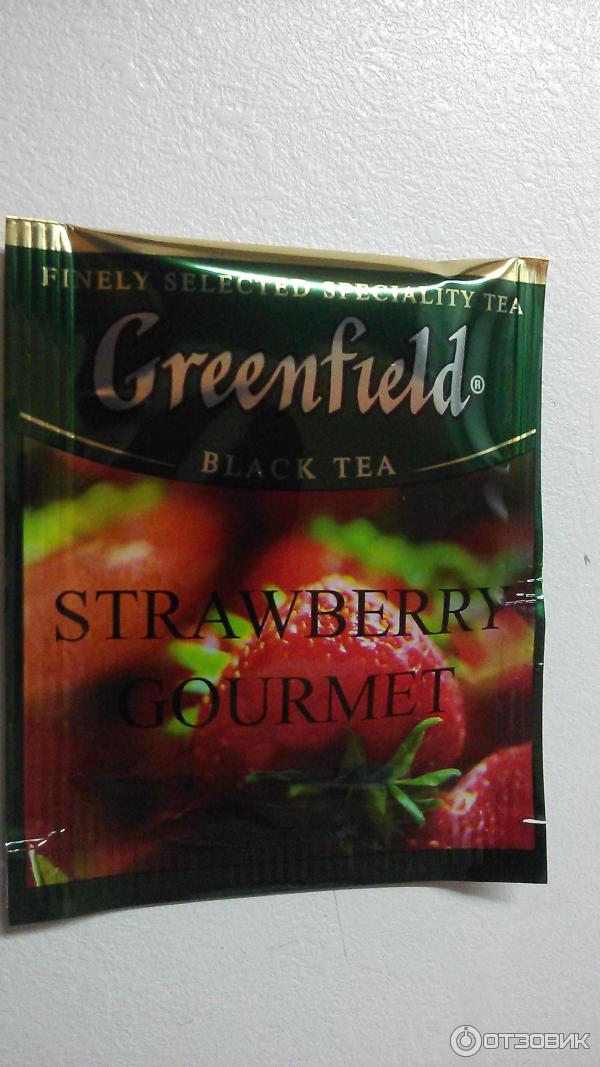 FINELY SELECTED SPECIALITY TEA
Greenfield®
BLACK TEA
STRAWBERRY
GOURMET
ОТЗОВИК